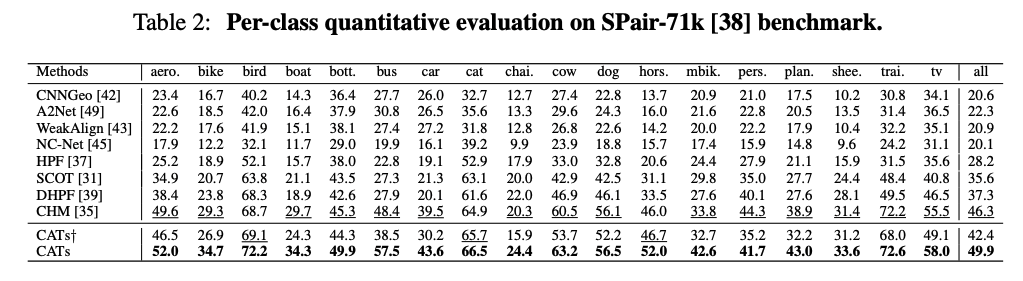 Table 2: Per-class quantitative evaluation on SPair-71k [38] benchmark.
Methods aero. bike bird boat bott. bus car cat chai. cow dog hors. mbik. pers. plan. shee. trai. tv all
CNNGeo [42] 23.4 16.7 40.2 14.3 36.4 27.7 26.0 32.7 12.7 27.4 22.8 13.7 20.9 21.0 17.5 10.2 30.8 34.1 20.6
A2Net [49] 22.6 18.5 42.0 16.4 37.9 30.8 26.5 35.6 13.3 29.6 24.3 16.0 21.6 22.8 20.5 13.5 31.4 36.5 22.3
WeakAlign [43] 22.2 17.6 41.9 15.1 38.1 27.4 27.2 31.8 12.8 26.8 22.6 14.2 20.0 22.2 17.9 10.4 32.2 35.1 20.9
NC-Net [45] 17.9 12.2 32.1 11.7 29.0 19.9 16.1 39.2 9.9 23.9 18.8 15.7 17.4 15.9 14.8 9.6 24.2 31.1 20.1
HPF [37] 25.2 18.9 52.1 15.7 38.0 22.8 19.1 52.9 17.9 33.0 32.8 20.6 24.4 27.9 21.1 15.9 31.5 35.6 28.2
SCOT [31] 34.9 20.7 63.8 21.1 43.5 27.3 21.3 63.1 20.0 42.9 42.5 31.1 29.8 35.0 27.7 24.4 48.4 40.8 35.6
DHPF [39] 38.4 23.8 68.3 18.9 42.6 27.9 20.1 61.6 22.0 46.9 46.1 33.5 27.6 40.1 27.6 28.1 49.5 46.5 37.3
CHM [35] 49.6 29.3 68.7 29.7 45.3 48.4 39.5 64.9 20.3 60.5 56.1 46.0 33.8 44.3 38.9 31.4 72.2 55.5 46.3
CATs† 46.5 26.9 69.1 24.3 44.3 38.5 30.2 65.7 15.9 53.7 52.2 46.7 32.7 35.2 32.2 31.2 68.0 49.1 42.4
CATs 52.0 34.7 72.2 34.3 49.9 57.5 43.6 66.5 24.4 63.2 56.5 52.0 42.6 41.7 43.0 33.6 72.6 58.0 49.9